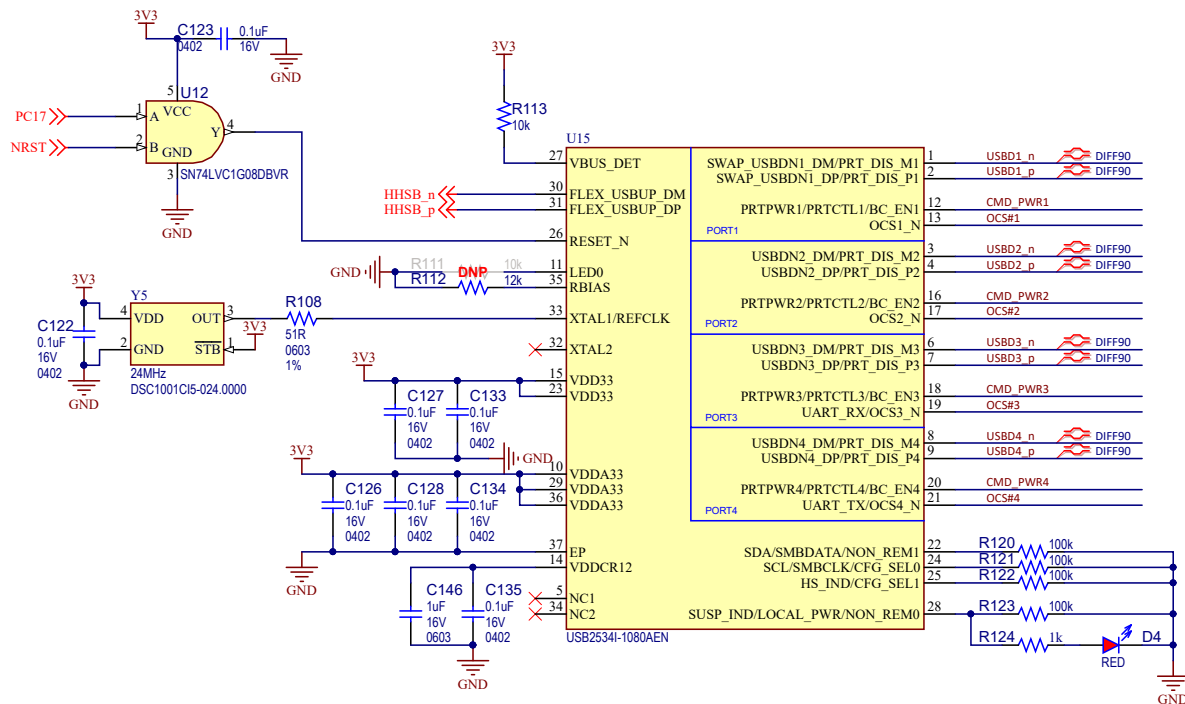 3V3
C123
0402
0.1uF
16V
GND
U12
5
VCC
PC17
1
A
Y
4
NRST
2
B
GND
3
SN74LVC1G08DBVR
GND
3V3
R113
10k
U15
27
VBUS_DET
HHSB_n
30
FLEX_USBUP_DM
HHSB_p
31
FLEX_USBUP_DP
26
RESET_N
GND
R111
DNP
10k
11
LED0
R112
12k
35
RBIAS
33
XTAL1/REFCLK
32
XTAL2
15
VDD33
23
VDD33
10
VDDA33
29
VDDA33
36
VDDA33
37
EP
14
VDDCR12
5
NC1
34
NC2
USB2534I-1080AEN
3V3
Y5
4
VDD
OUT
3
2
GND
STB
1
24MHz
DSC1001CI5-024.0000
C122
0.1uF
16V
0402
GND
R108
51R
0603
1%
3V3
3V3
C127
0.1uF
16V
0402
C133
0.1uF
16V
0402
GND
3V3
C126
0.1uF
16V
0402
C128
0.1uF
16V
0402
C134
0.1uF
16V
0402
GND
C146
1uF
16V
0603
C135
0.1uF
16V
0402
GND
SWAP_USBDN1_DM/PRT_DIS_M1
1
USBD1_n
DIFF90
SWAP_USBDN1_DP/PRT_DIS_P1
2
USBD1_p
DIFF90
PRTPWR1/PRTCTL1/BC_EN1
12
CMD_PWR1
OCS1_N
13
OCS#1
PORT1
USBDN2_DM/PRT_DIS_M2
3
USBD2_n
DIFF90
USBDN2_DP/PRT_DIS_P2
4
USBD2_p
DIFF90
PRTPWR2/PRTCTL2/BC_EN2
16
CMD_PWR2
OCS2_N
17
OCS#2
PORT2
USBDN3_DM/PRT_DIS_M3
6
USBD3_n
DIFF90
USBDN3_DP/PRT_DIS_P3
7
USBD3_p
DIFF90
PRTPWR3/PRTCTL3/BC_EN3
18
CMD_PWR3
UART_RX/OCS3_N
19
OCS#3
PORT3
USBDN4_DM/PRT_DIS_M4
8
USBD4_n
DIFF90
USBDN4_DP/PRT_DIS_P4
9
USBD4_p
DIFF90
PRTPWR4/PRTCTL4/BC_EN4
20
CMD_PWR4
UART_TX/OCS4_N
21
OCS#4
PORT4
SDA/SMBDATA/NON_REM1
22
R120
100k
SCL/SMBCLK/CFG_SEL0
24
R121
100k
HS_IND/CFG_SEL1
25
R122
100k
SUSP_IND/LOCAL_PWR/NON_REM0
28
R123
100k
R124
1k
D4
RED
GND